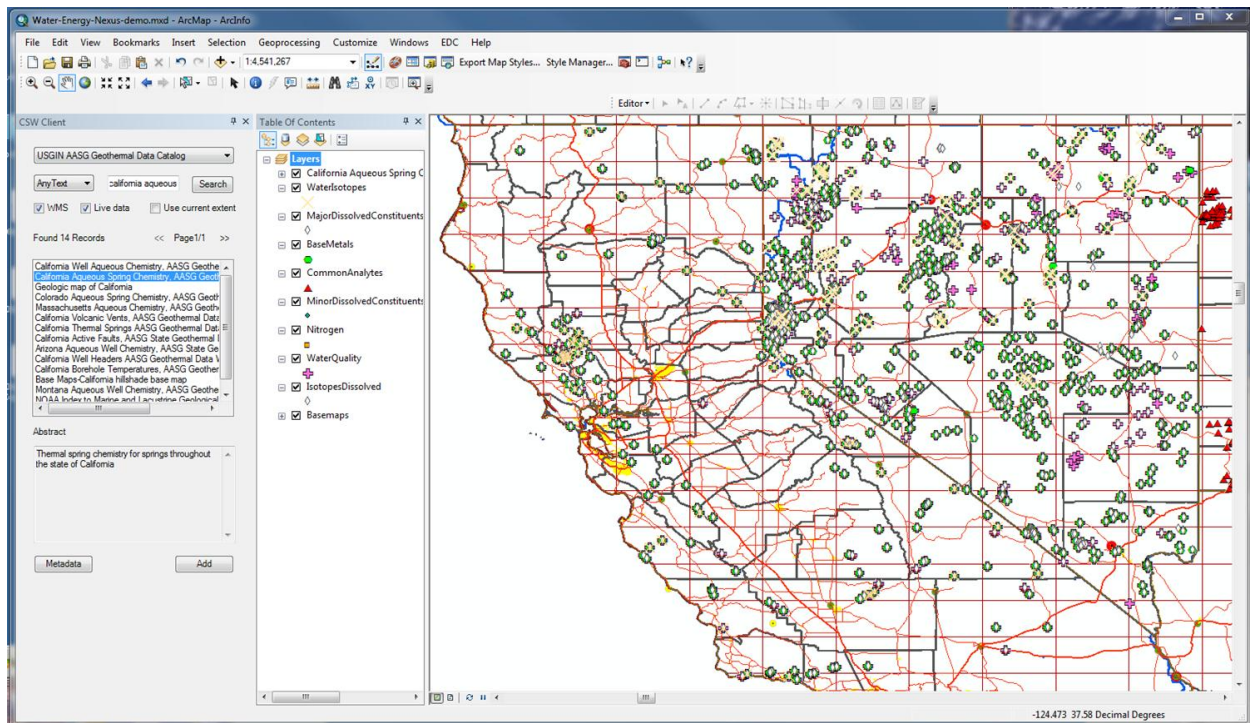 Water-Energy-Nexus-demo.mxd - ArcMap - ArcInfo
File Edit View Bookmarks Insert Selection Geoprocessing Customize Windows EDC Help
1:4,541,267 Export Map Styles... Style Manager...
Editor
CSW Client
USGIN AASG Geothermal Data Catalog
AnyText california aqueous Search
WMS Live data Use current extent
Found 14 Records << Page1/1 >>
California Well Aqueous Chemistry, AASG Geothe
California Aqueous Spring Chemistry, AASG Geot
Geologic map of California
Colorado Aqueous Spring Chemistry, AASG Geoth
Massachusetts Aqueous Chemistry, AASG Geoth
California Volcanic Vents, AASG Geothermal Data
California Thermal Springs AASG Geothermal Data
California Active Faults, AASG State Geothermal
Arizona Aqueous Well Chemistry, AASG State Ge
California Well Headers AASG Geothermal Data
California Borehole Temperatures, AASG Geother
Base Maps-California hillshade base map
Montana Aqueous Well Chemistry, AASG Geothe
NOAA Index to Marine and Lacustrine Geological
Abstract
Thermal spring chemistry for springs throughout
the state of California
Metadata Add
Table Of Contents
Layers
California Aqueous Spring C
WaterIsotopes
MajorDissolvedConstituents
BaseMetals
CommonAnalytes
MinorDissolvedConstituents
Nitrogen
WaterQuality
IsotopesDissolved
Basemaps
-124.473 37.58 Decimal Degrees